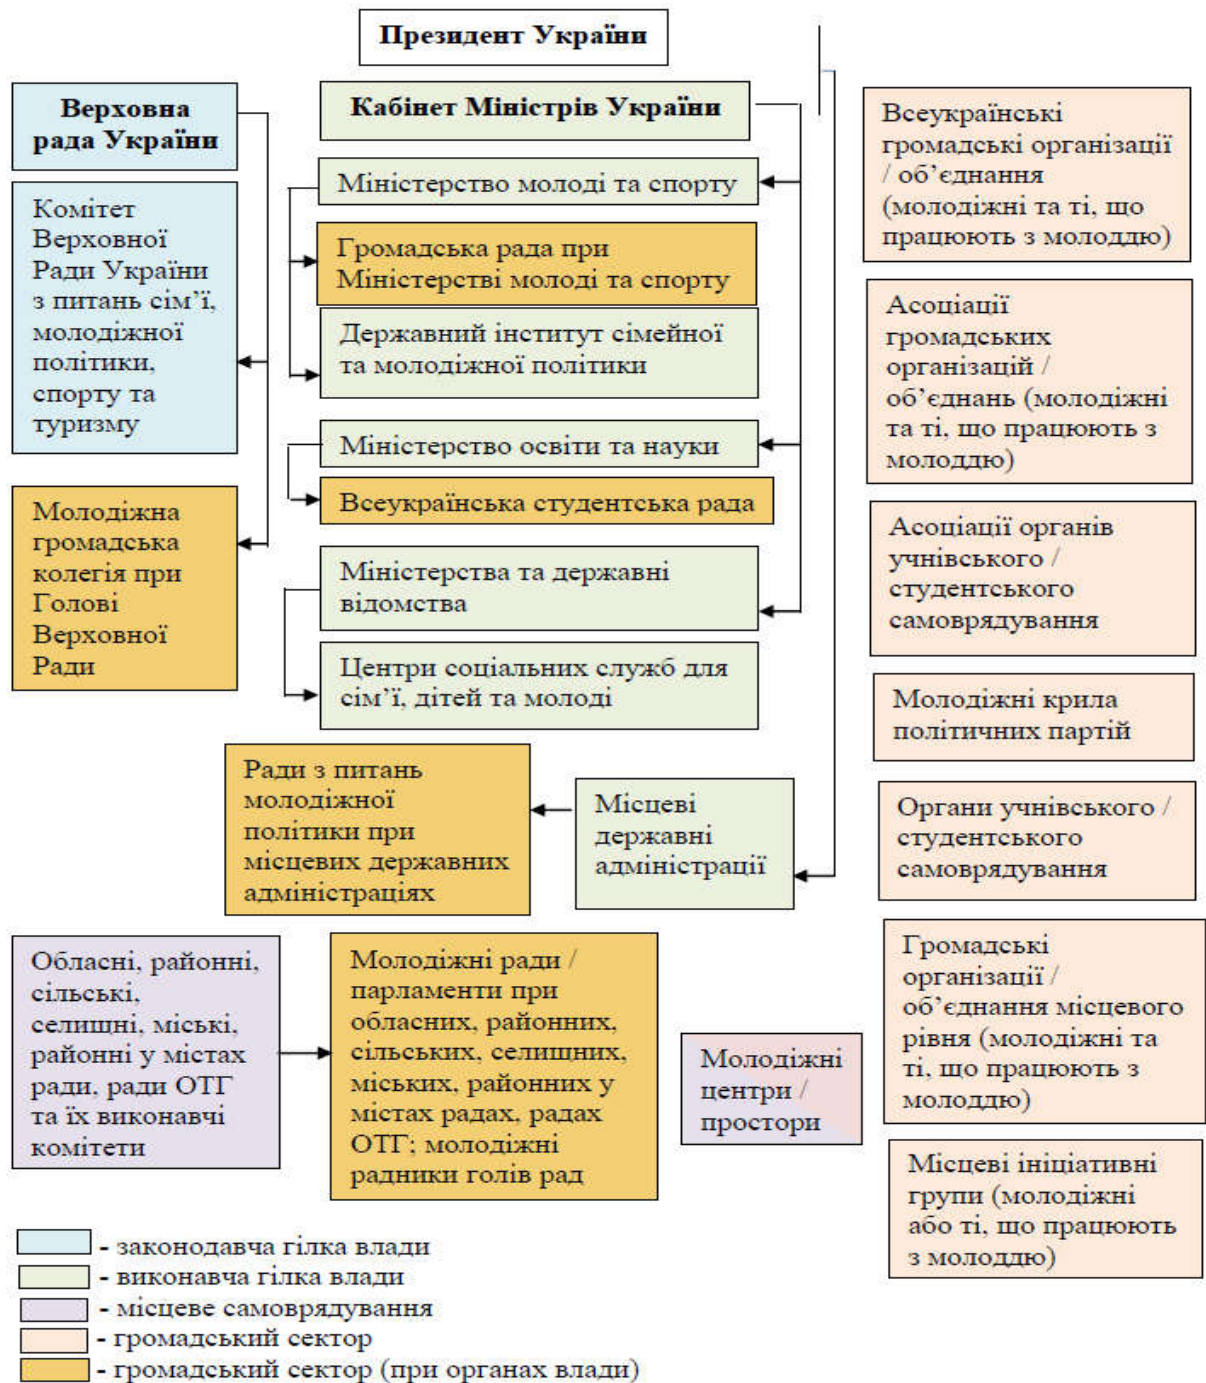 Президент України
Верховна
рада України
Кабінет Міністрів України
Комітет
Верховної
Ради України
з питань сім’ї,
молодіжної
політики,
спорту та
туризму
Молодіжна
громадська
колегія при
Голові
Верховної
Ради
Міністерство молоді та спорту
Громадська рада при
Міністерстві молоді та спорту
Державний інститут сімейної
та молодіжної політики
Міністерство освіти та науки
Всеукраїнська студентська рада
Міністерства та державні
відомства
Центри соціальних служб для
сім’ї, дітей та молоді
Ради з питань
молодіжної
політики при
місцевих державних
адміністраціях
Місцеві
державні
адміністрації
Обласні, районні,
сільські,
селищні, міські,
районні у містах
ради, ради ОТГ
та їх виконавчі
комітети
Молодіжні ради /
парламенти при
обласних, районних,
сільських, селищних,
міських, районних у
містах радах, радах
ОТГ; молодіжні
радники голів рад
Молодіжні
центри /
простори
Всеукраїнські
громадські організації
/ об’єднання
(молодіжні та ті, що
працюють з молоддю)
Асоціації
громадських
організацій /
об’єднань (молодіжні
та ті, що працюють з
молоддю)
Асоціації органів
учнівського /
студентського
самоврядування
Молодіжні крила
політичних партій
Органи учнівського /
студентського
самоврядування
Громадські
організації /
об’єднання місцевого
рівня (молодіжні та
ті, що працюють з
молоддю)
Місцеві ініціативні
групи (молодіжні
або ті, що працюють
з молоддю)
- законодавча гілка влади
- виконавча гілка влади
- місцеве самоврядування
- громадський сектор
- громадський сектор (при органах влади)